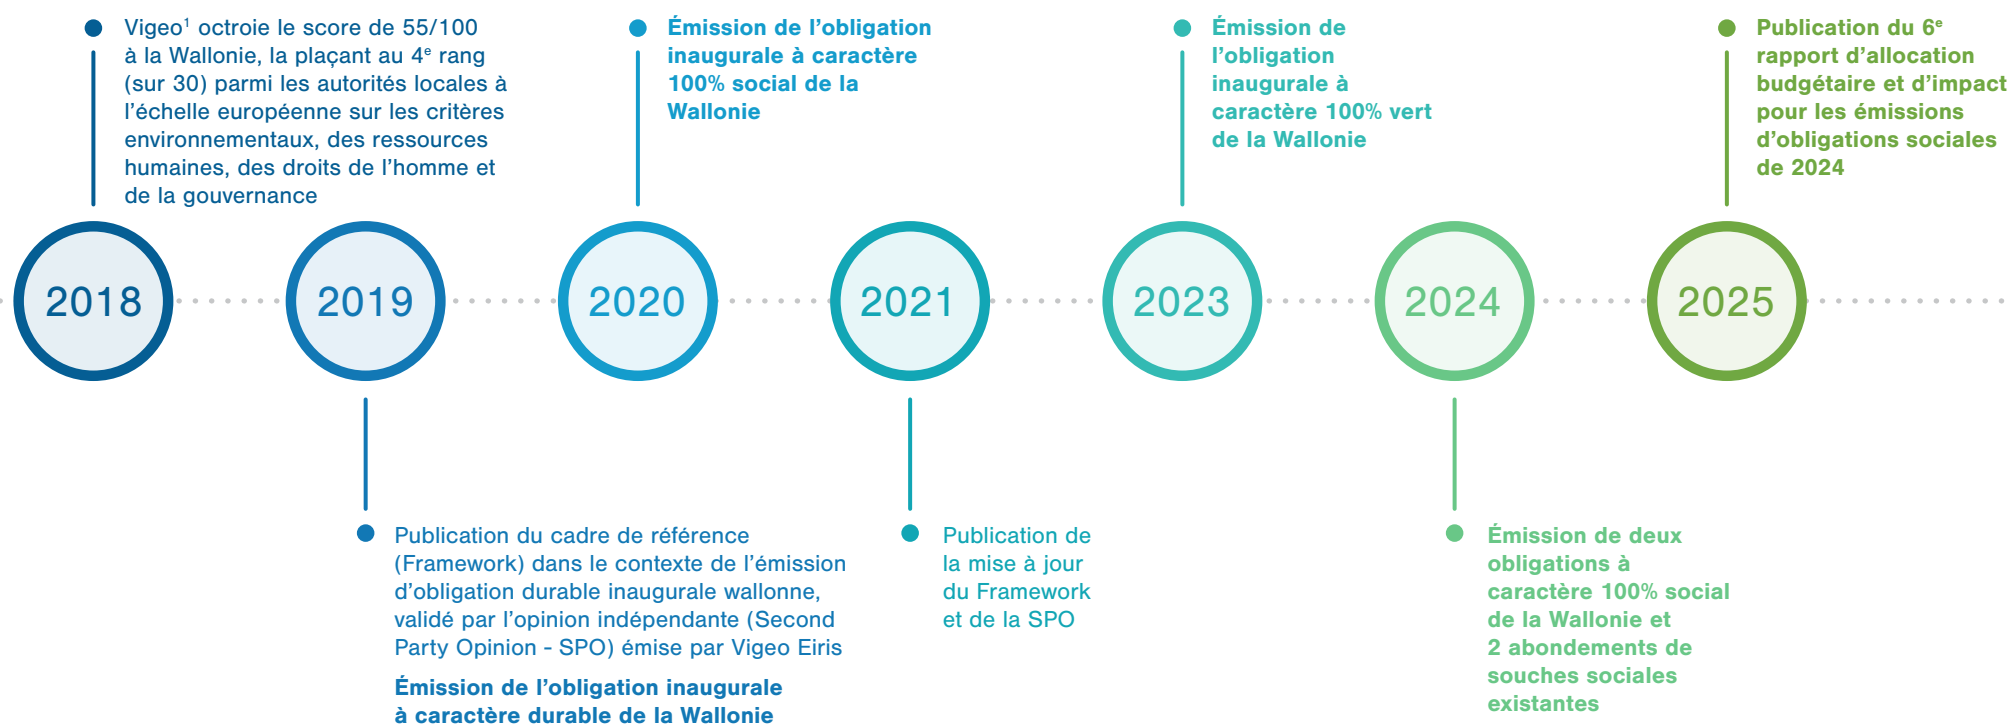 Vigeo¹ octroie le score de 55/100
à la Wallonie, la plaçant au 4ᵉ rang
(sur 30) parmi les autorités locales à
l’échelle européenne sur les critères
environnementaux, des ressources
humaines, des droits de l’homme et
de la gouvernance
Émission de l’obligation
inaugurale à caractère
100% social de la
Wallonie
Émission de
l’obligation
inaugurale à
caractère 100% vert
de la Wallonie
Publication du 6ᵉ
rapport d’allocation
budgétaire et d’impact
pour les émissions
d’obligations sociales
de 2024
2018
2019
2020
2021
2023
2024
2025
Publication du cadre de référence
(Framework) dans le contexte de l’émission
d’obligation durable inaugurale wallonne,
validé par l’opinion indépendante (Second
Party Opinion - SPO) émise par Vigeo Eiris
Émission de l’obligation inaugurale
à caractère durable de la Wallonie
Publication de
la mise à jour
du Framework
et de la SPO
Émission de deux
obligations à
caractère 100% social
de la Wallonie et
2 abondements de
souches sociales
existantes